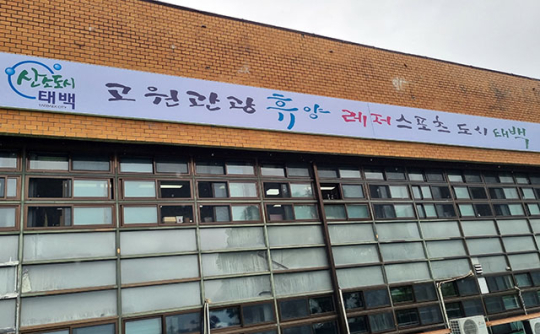 산소도시
태백
고원관광 휴양 레저스포츠 도시 태백